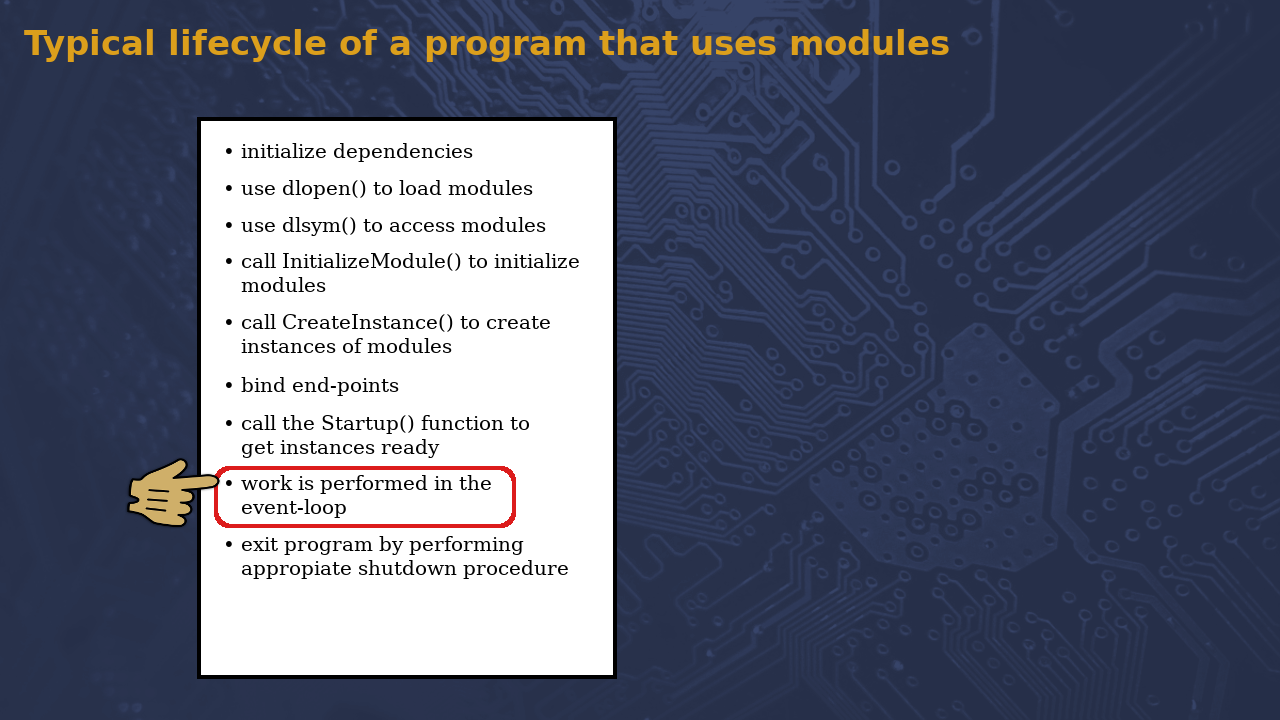 Typical lifecycle of a program that uses modules
• initialize dependencies
• use dlopen() to load modules
• use dlsym() to access modules
• call InitializeModule() to initialize
modules
• call CreateInstance() to create
instances of modules
• bind end-points
• call the Startup() function to
get instances ready
• work is performed in the
event-loop
• exit program by performing
appropiate shutdown procedure